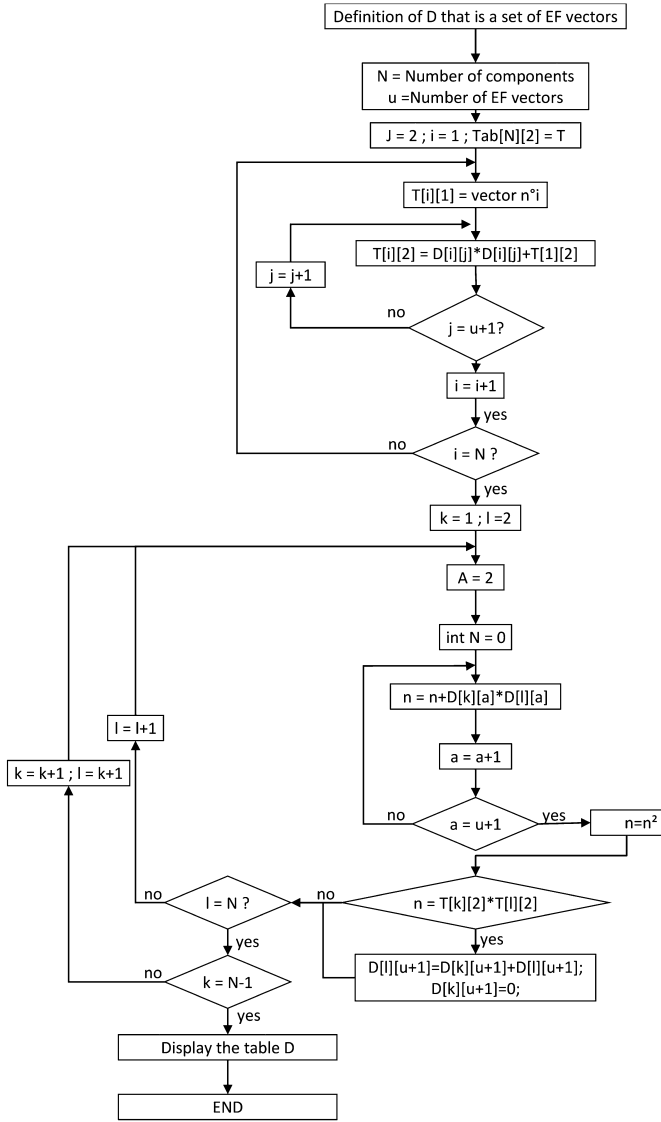 Definition of D that is a set of EF vectors
N = Number of components
u =Number of EF vectors
J = 2 ; i = 1 ; Tab[N][2] = T
T[i][1] = vector n°i
T[i][2] = D[i][j]*D[i][j]+T[1][2]
j = j+1
no
j = u+1?
i = i+1
yes
no
i = N ?
yes
k = 1 ; l =2
A = 2
int N = 0
n = n+D[k][a]*D[l][a]
l = l+1
a = a+1
k = k+1 ; l = k+1
no
a = u+1
yes
n=n²
no
l = N ?
no
n = T[k][2]*T[l][2]
yes
yes
D[l][u+1]=D[k][u+1]+D[l][u+1];
D[k][u+1]=0;
no
k = N-1
yes
Display the table D
END